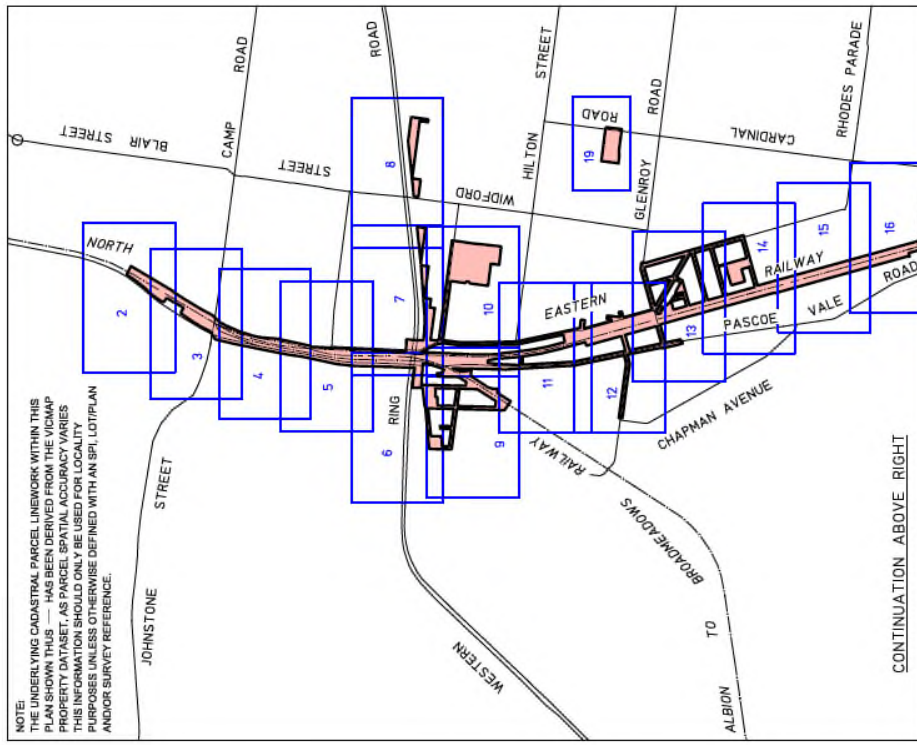 NOTE:
THE UNDERLYING CADASTRAL PARCEL LINEWORK WITHIN THIS
PLAN SHOWN THUS — HAS BEEN DERIVED FROM THE VICMAP
PROPERTY DATASET. AS PARCEL SPATIAL ACCURACY VARIES
THIS INFORMATION SHOULD ONLY BE USED FOR LOCALITY
PURPOSES UNLESS OTHERWISE DEFINED WITH AN SPI, LOT/PLAN
AND/OR SURVEY REFERENCE.
JOHNSTONE
STREET
CAMP
ROAD
BLAIR
STREET
NORTH
2
3
4
5
STREET
WIDFORD
ROAD
8
7
6
RING
WESTERN
10
9
HILTON
STREET
EASTERN
11
12
RAILWAY
BROADMEADOWS
TO
ALBION
CHAPMAN AVENUE
19
ROAD
CARDINAL
GLENROY
ROAD
13
14
RAILWAY
15
16
PASCOE
VALE
ROAD
RHODES PARADE
CONTINUATION ABOVE RIGHT